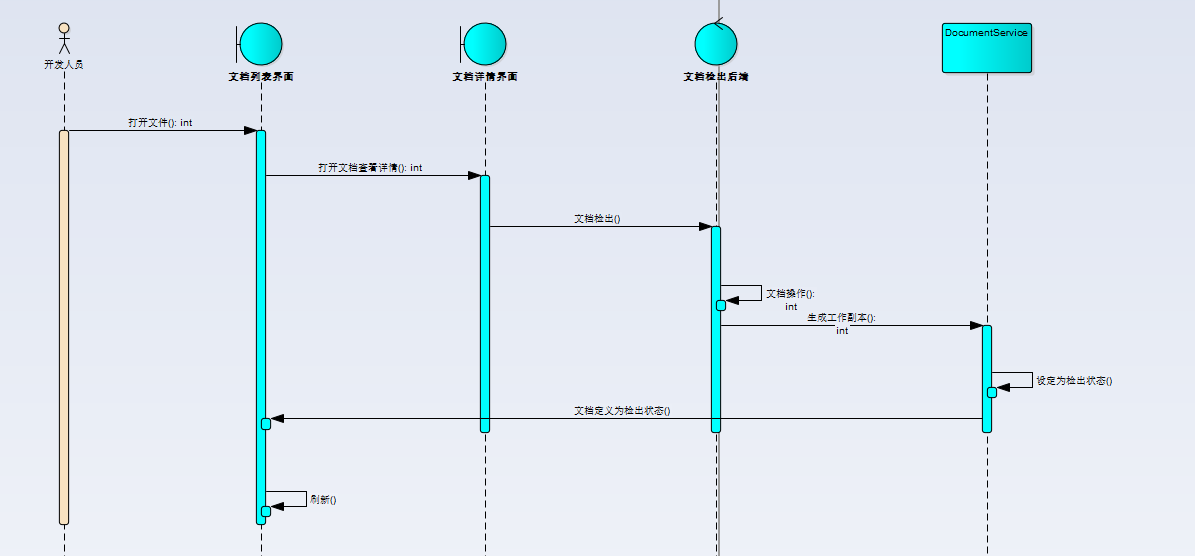 开发人员
文档列表界面
文档详情界面
文档检出后端
DocumentService
打开文件(): int
打开文档查看详情(): int
文档检出()
文档操作():
int
生成工作副本():
int
设定为检出状态()
文档定义为检出状态()
刷新()